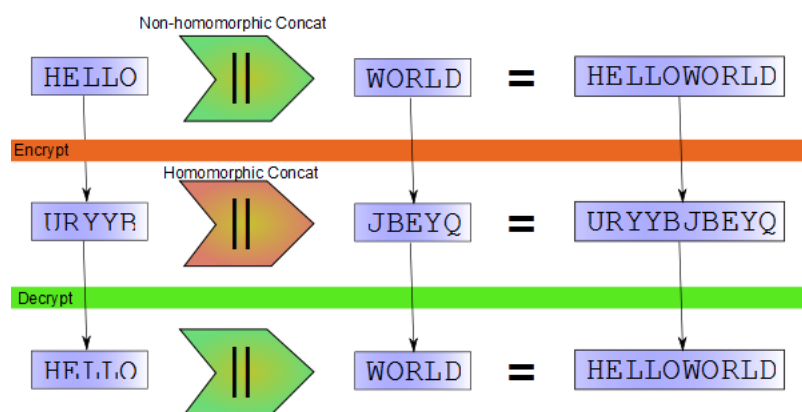 Non-homomorphic Concat
HELLO || WORLD = HELLOWORLD
Encrypt
Homomorphic Concat
URYYB || JBEYQ = URYYBJBEYQ
Decrypt
HELLO || WORLD = HELLOWORLD